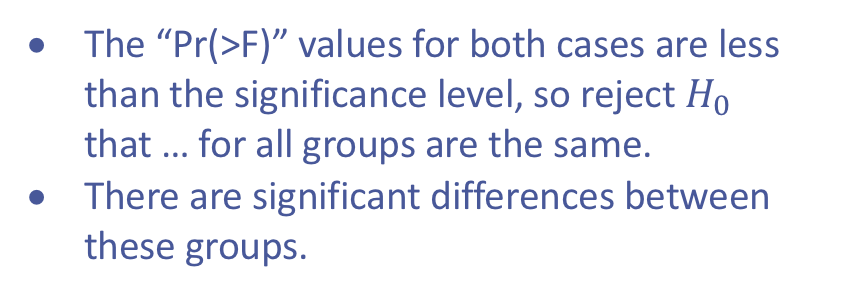 • The “Pr(>F)” values for both cases are less
than the significance level, so reject H₀
that ... for all groups are the same.
• There are significant differences between
these groups.